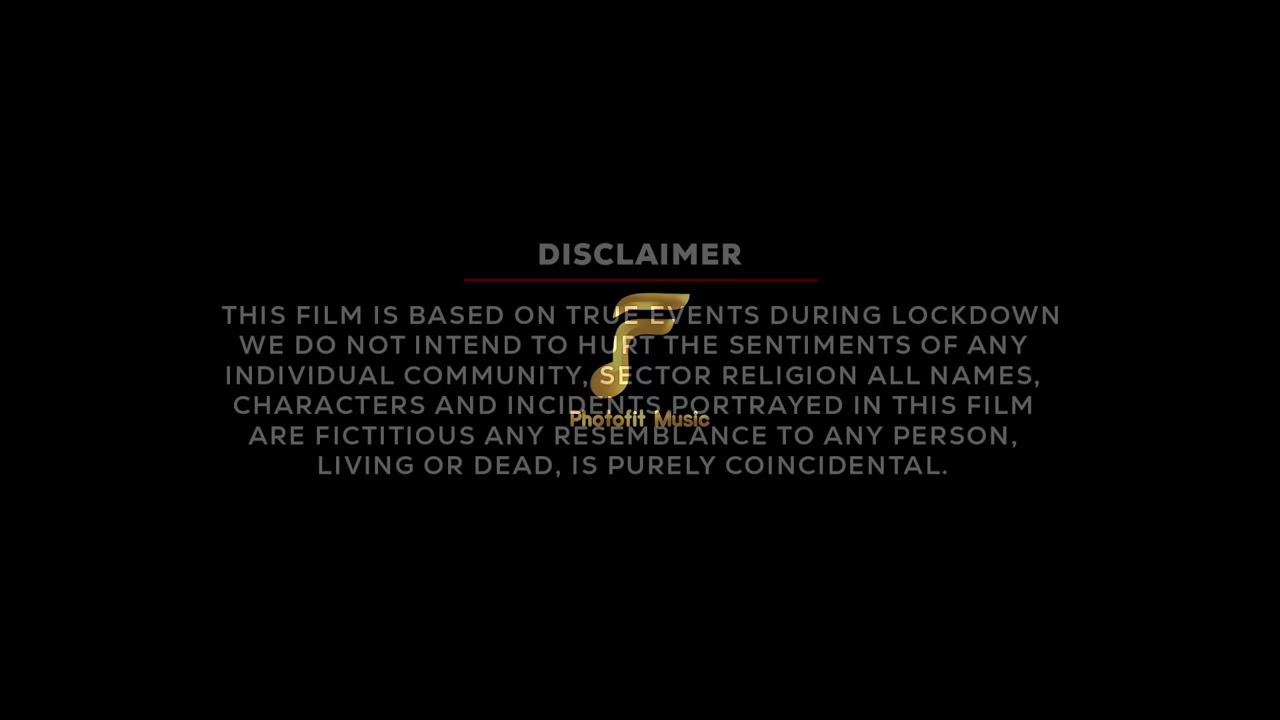 DISCLAIMER
THIS FILM IS BASED ON TRUE EVENTS DURING LOCKDOWN
WE DO NOT INTEND TO HURT THE SENTIMENTS OF ANY
INDIVIDUAL COMMUNITY, SECTOR RELIGION ALL NAMES,
CHARACTERS AND INCIDENTS PORTRAYED IN THIS FILM
Photofit Music
ARE FICTITIOUS ANY RESEMBLANCE TO ANY PERSON,
LIVING OR DEAD, IS PURELY COINCIDENTAL.